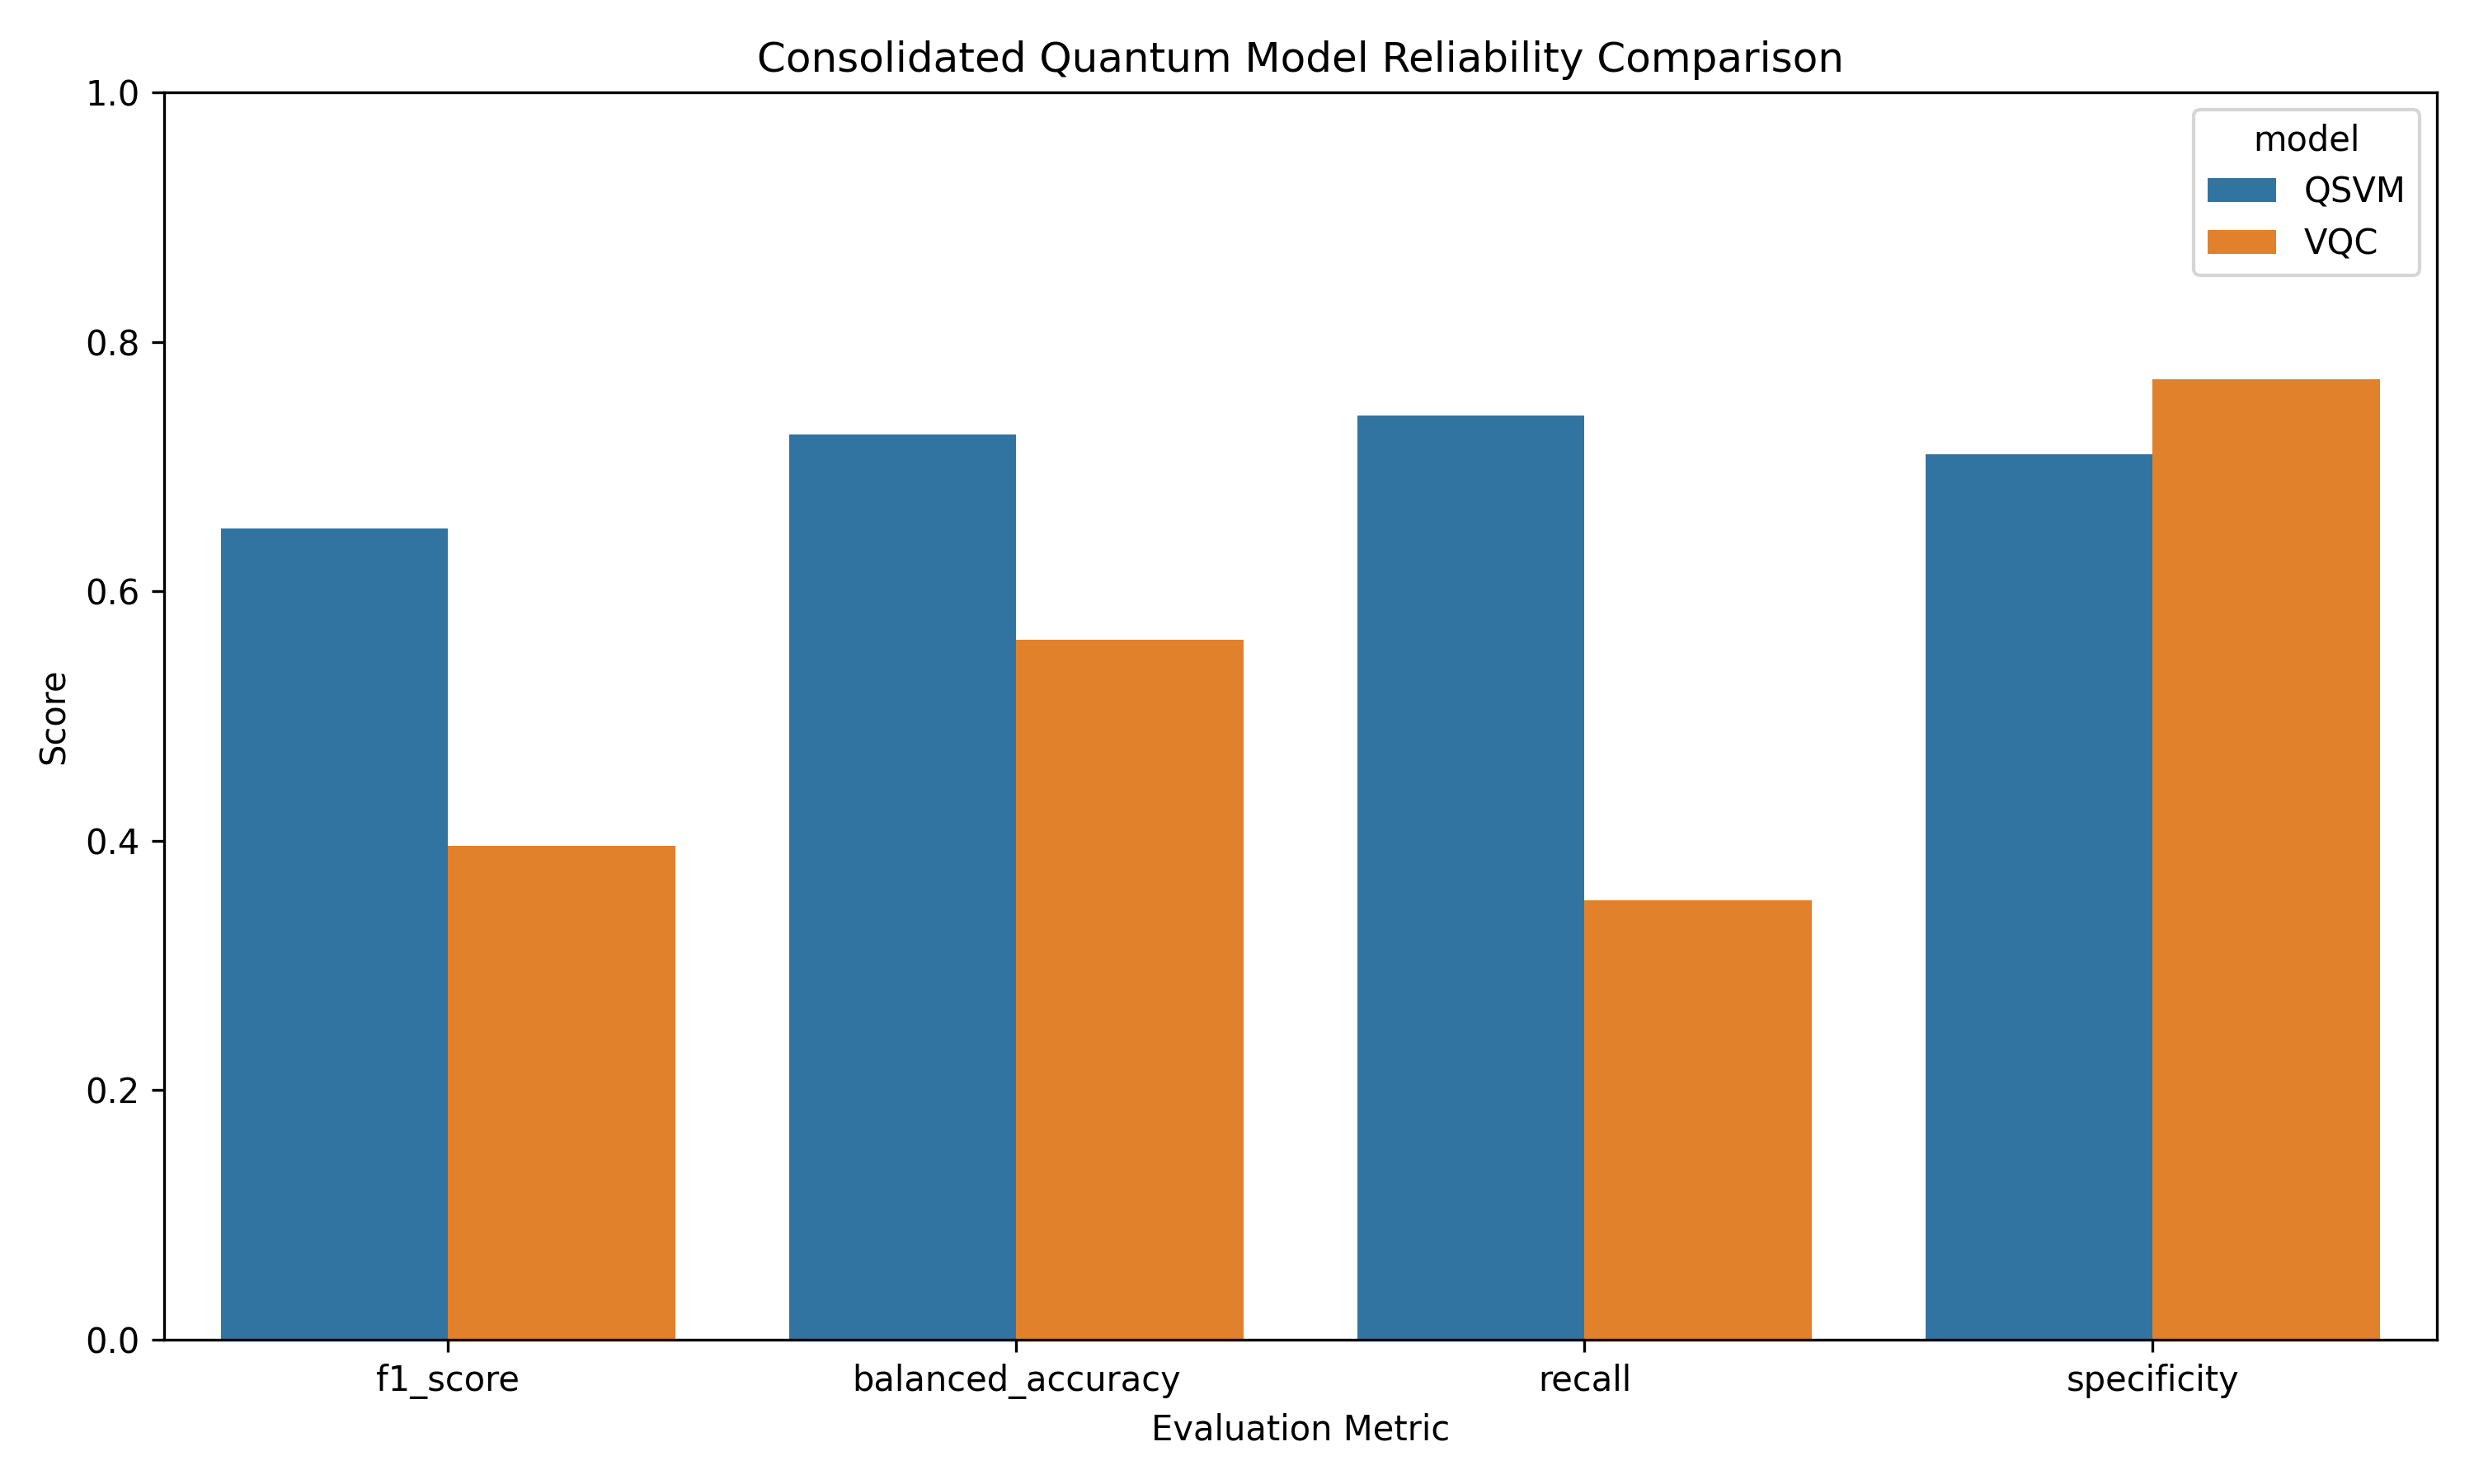 Consolidated Quantum Model Reliability Comparison
model
QSVM
VQC
Score
1.0
0.8
0.6
0.4
0.2
0.0
f1_score balanced_accuracy recall specificity
Evaluation Metric